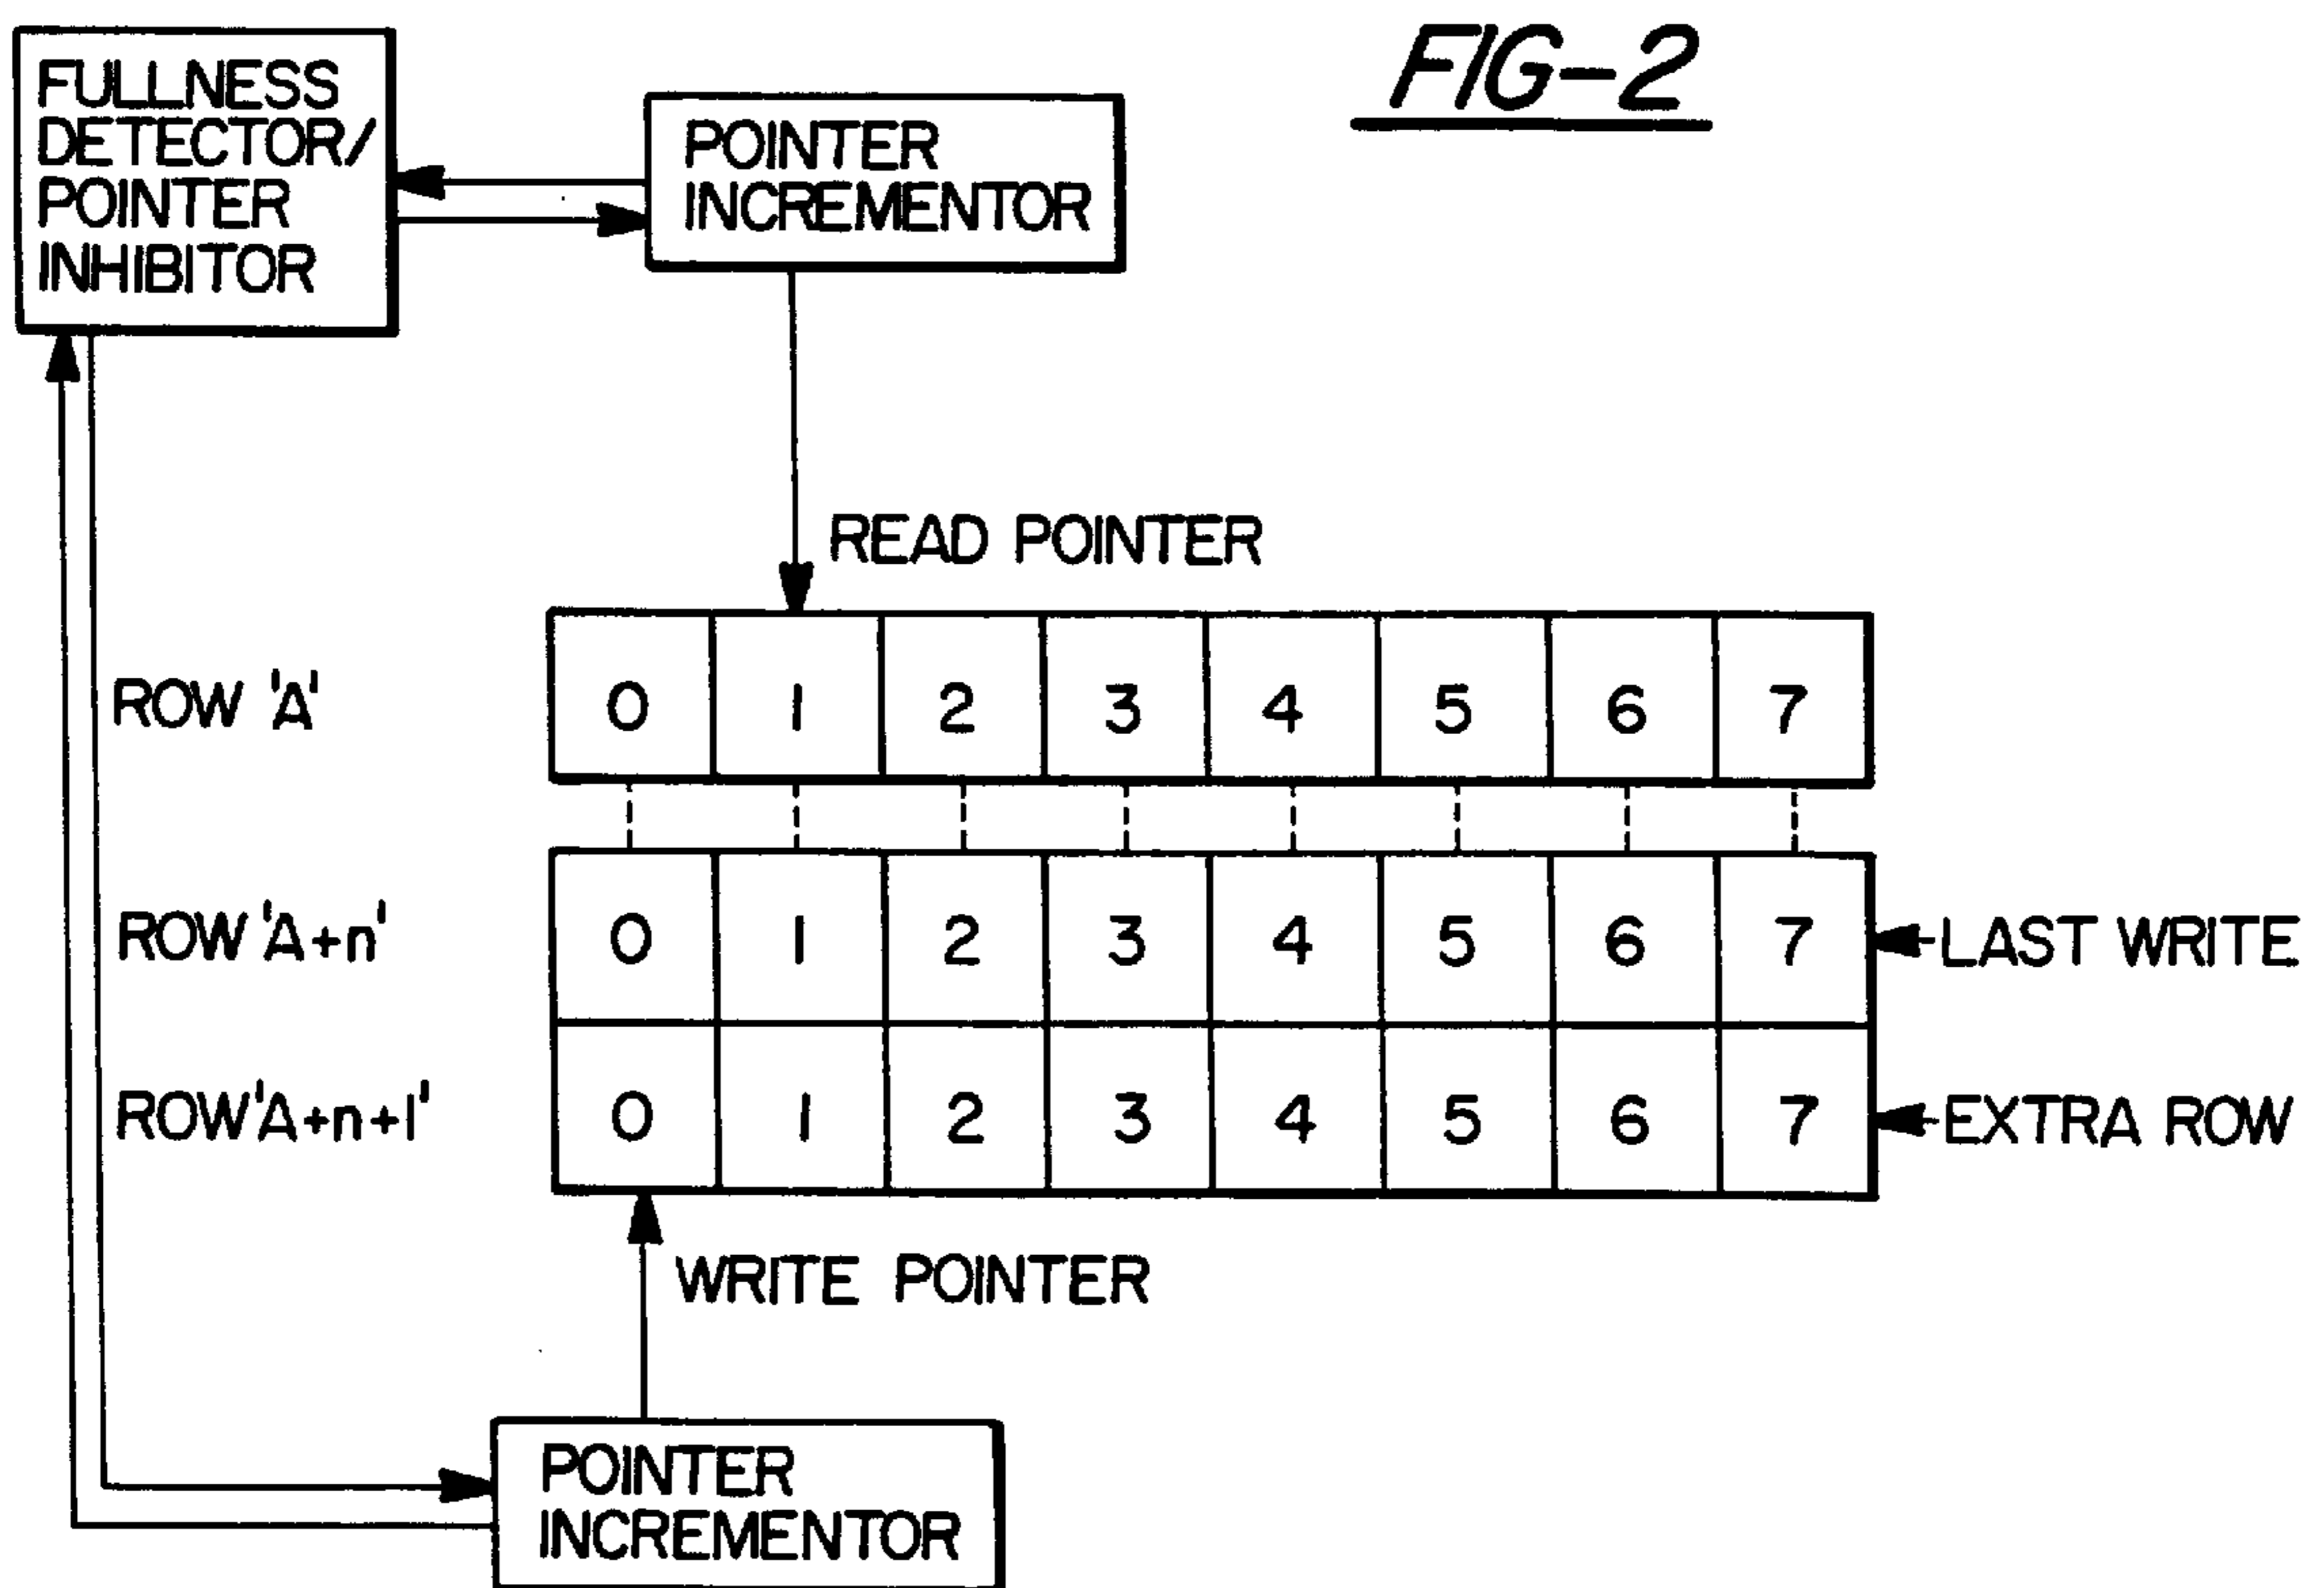 FIG-2
FULLNESS
DETECTOR/
POINTER
INHIBITOR
POINTER
INCREMENTOR
READ POINTER
ROW 'A'
0 1 2 3 4 5 6 7
ROW 'A+n'
0 1 2 3 4 5 6 7
LAST WRITE
ROW 'A+n+1'
0 1 2 3 4 5 6 7
EXTRA ROW
WRITE POINTER
POINTER
INCREMENTOR